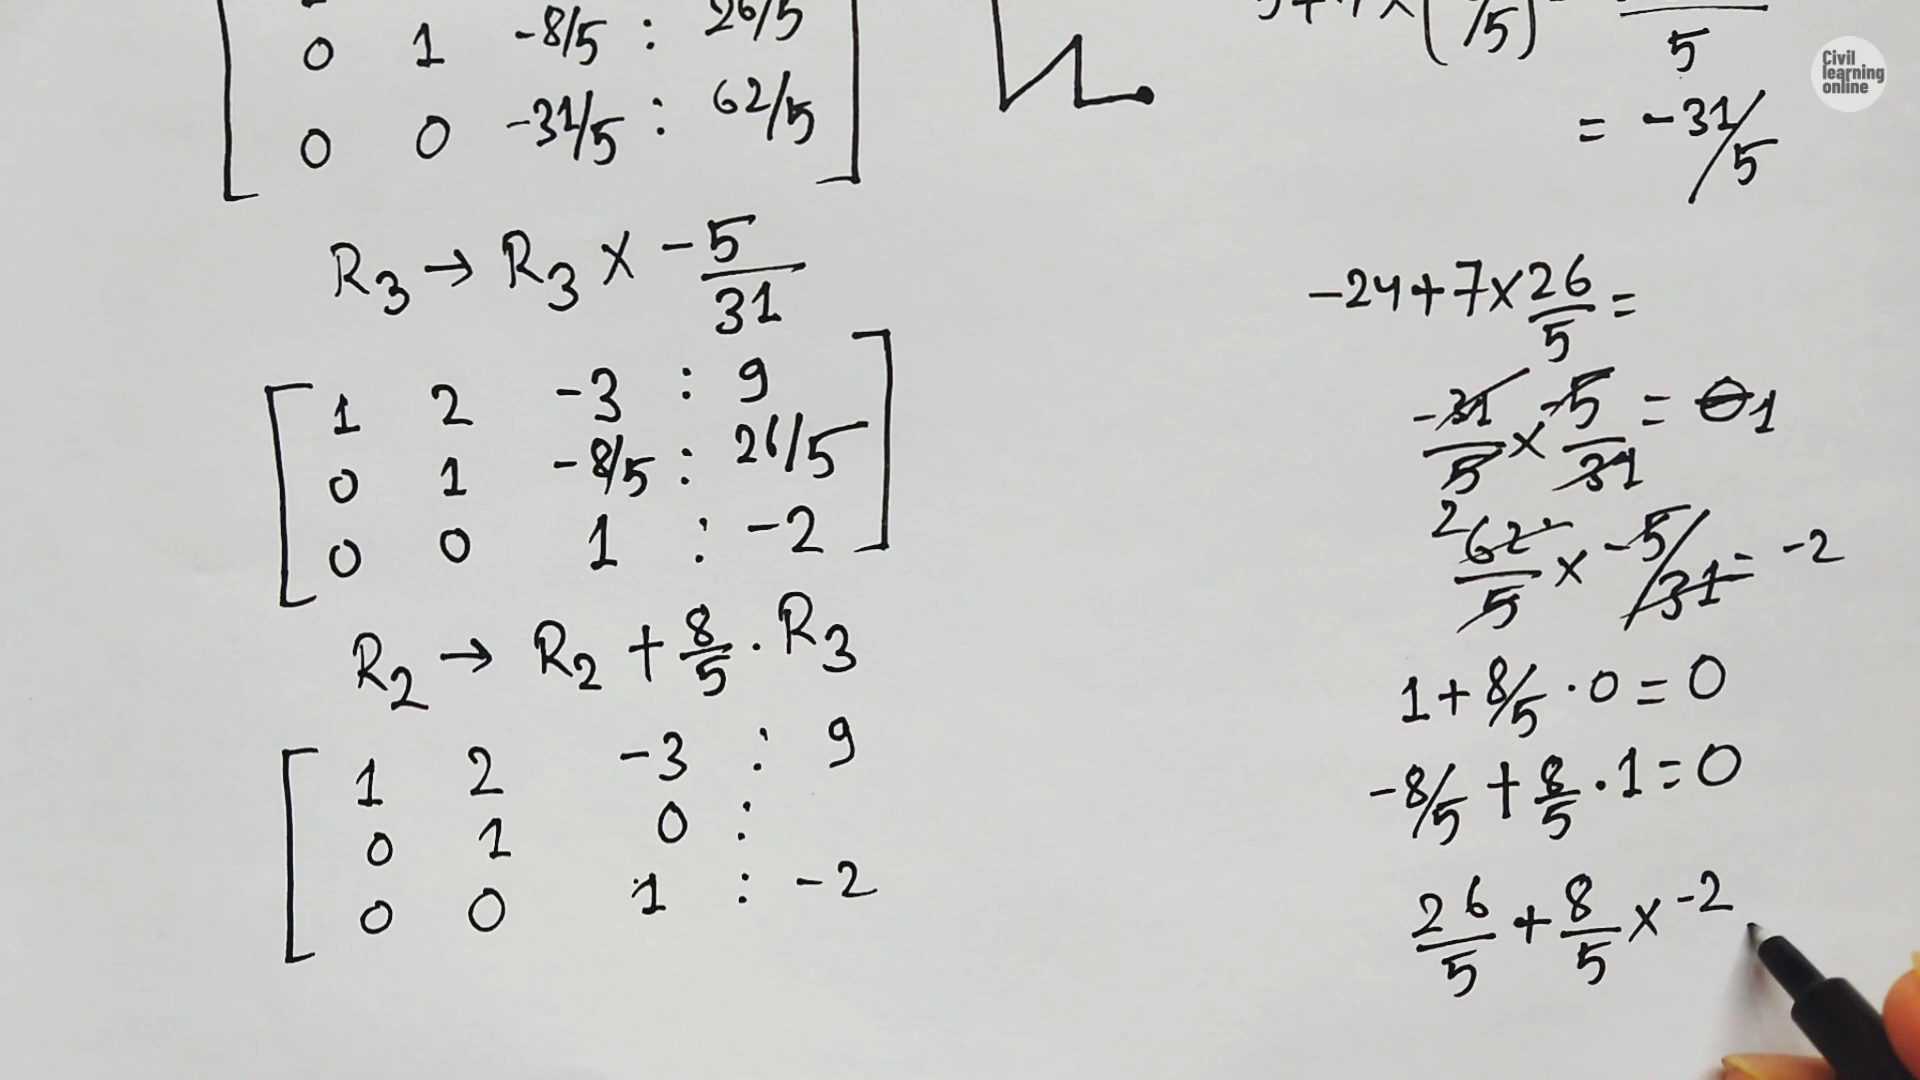 0 1 -8/5 : 26/5
0 0 -31/5 : 62/5
R3 → R3 × -5/31
1 2 -3 : 9
0 1 -8/5 : 26/5
0 0 1 : -2
R2 → R2 + 8/5 . R3
1 2 -3 : 9
0 1 0 :
0 0 1 : -2
5
= -31/5
-24+7×26/5 =
-31/5 × -5/31 = 1
2
62/5 × -5/31 = -2
1 + 8/5 · 0 = 0
-8/5 + 8/5 · 1 = 0
26/5 + 8/5 × -2
Civil
learning
online